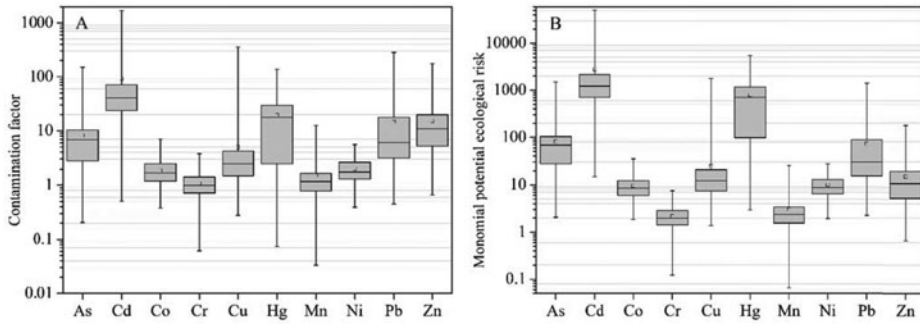 A
Contamination factor
1000
100
10
1
0.1
0.01
As Cd Co Cr Cu Hg Mn Ni Pb Zn
B
Monomial potential ecological risk
10000
1000
100
10
1
0.1
As Cd Co Cr Cu Hg Mn Ni Pb Zn